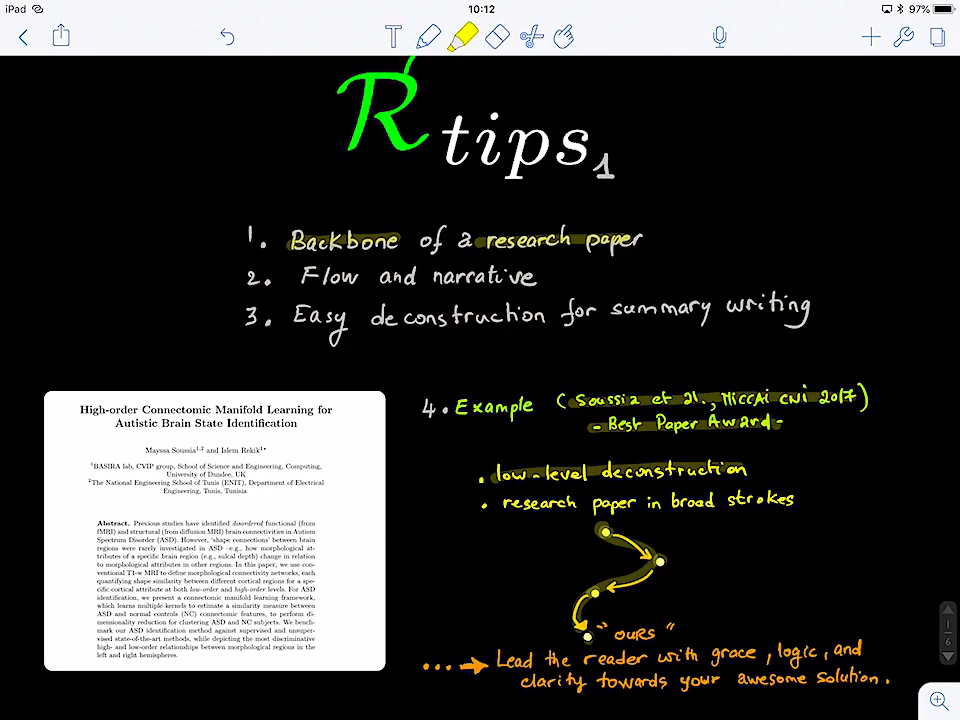 iPad
10:12
97%
R tips 1
1. Backbone of a research paper
2. Flow and narrative
3. Easy deconstruction for summary writing
High-order Connectomic Manifold Learning for
Autistic Brain State Identification
Mayssa Soussia1,2 and Islem Rekik1*
1BASIRA lab, CVIP group, School of Science and Engineering, Computing,
University of Dundee, UK
2The National Engineering School of Tunis (ENIT), Department of Electrical
Engineering, Tunis, Tunisia
Abstract. Previous studies have identified disordered functional (from
fMRI) and structural (from diffusion MRI) brain connectivities in Autism
Spectrum Disorder (ASD). However, 'shape connections' between brain
regions were rarely investigated in ASD –e.g., how morphological at-
tributes of a specific brain region (e.g., sulcal depth) change in relation
to morphological attributes in other regions. In this paper, we use con-
ventional T1-w MRI to define morphological connectivity networks, each
quantifying shape similarity between different cortical regions for a spe-
cific cortical attribute at both low-order and high-order levels. For ASD
identification, we present a connectomic manifold learning framework,
which learns multiple kernels to estimate a similarity measure between
ASD and normal controls (NC) connectomic features, to perform di-
mensionality reduction for clustering ASD and NC subjects. We bench-
mark our ASD identification method against supervised and unsuper-
vised state-of-the-art methods, while depicting the most discriminative
high- and low-order relationships between morphological regions in the
left and right hemispheres.
4. Example (Soussia et al., MICCAI CNI 2017)
- Best Paper Award -
. low-level deconstruction
. research paper in broad strokes
"OURS"
... Lead the reader with grace, logic, and
clarity towards your awesome solution.
1
6